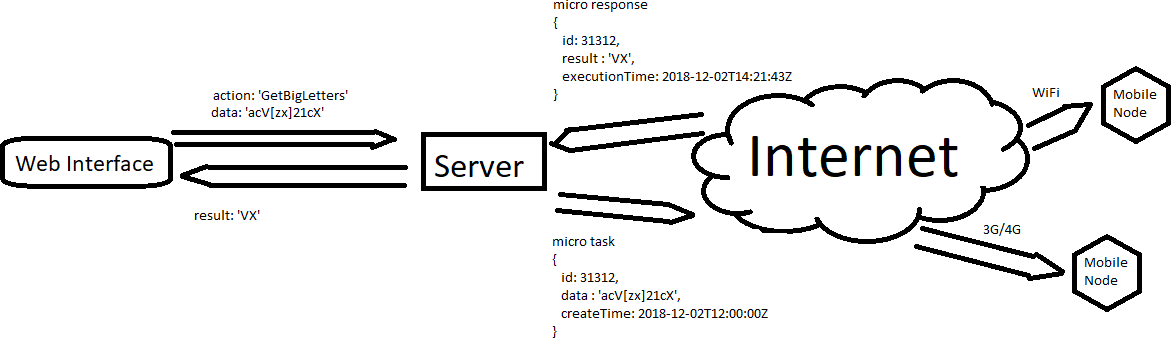 micro response
{
id: 31312,
result : 'VX',
executionTime: 2018-12-02T14:21:43Z
}
action: 'GetBigLetters'
data: 'acV[zx]21cX'
Web Interface
result: 'VX'
Server
Internet
WiFi
Mobile
Node
3G/4G
Mobile
Node
micro task
{
id: 31312,
data : 'acV[zx]21cX',
createTime: 2018-12-02T12:00:00Z
}